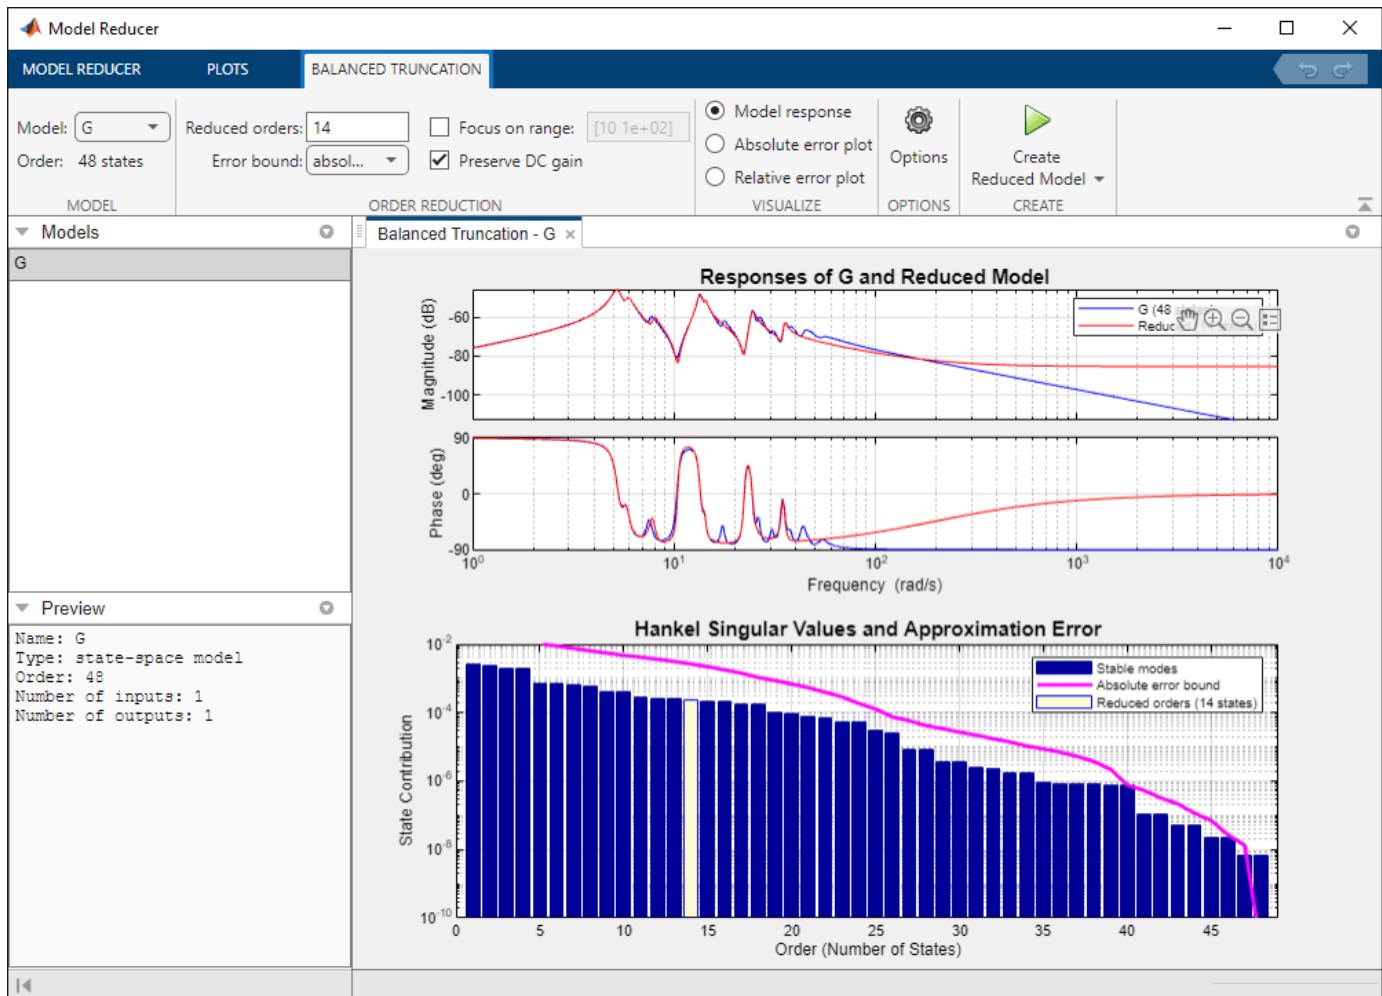 Model Reducer
MODEL REDUCER PLOTS BALANCED TRUNCATION
Model: G
Order: 48 states
MODEL
Reduced orders: 14
Error bound: absol...
Focus on range: [10 1e+02]
Preserve DC gain
ORDER REDUCTION
Model response
Absolute error plot
Relative error plot
VISUALIZE
Options
OPTIONS
Create
Reduced Model
CREATE
Models
G
Preview
Name: G
Type: state-space model
Order: 48
Number of inputs: 1
Number of outputs: 1
Balanced Truncation - G
Responses of G and Reduced Model
Magnitude (dB)
-60
-80
-100
G (48
Reduc
Phase (deg)
90
0
-90
10^0 10^1 10^2 10^3 10^4
Frequency (rad/s)
Hankel Singular Values and Approximation Error
State Contribution
10^-2
10^-4
10^-6
10^-8
10^-10
Stable modes
Absolute error bound
Reduced orders (14 states)
0 5 10 15 20 25 30 35 40 45
Order (Number of States)